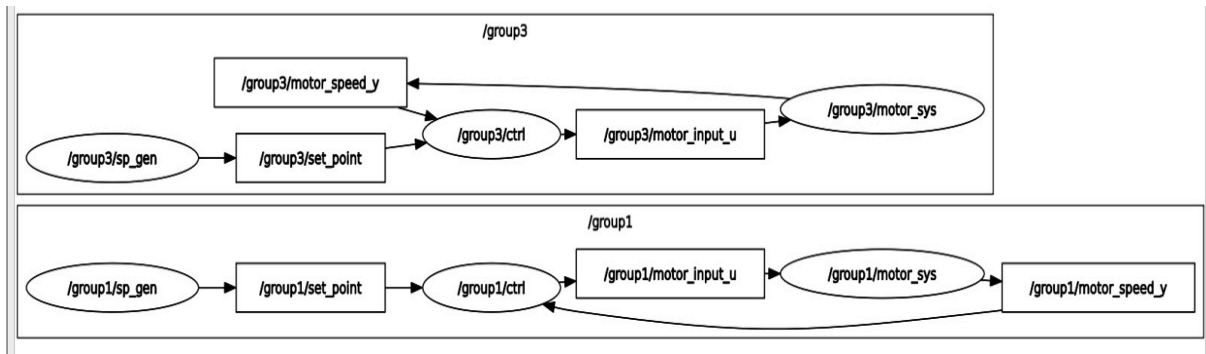 /group3
/group3/motor_speed_y
/group3/motor_sys
/group3/ctrl
/group3/motor_input_u
/group3/sp_gen
/group3/set_point
/group1
/group1/sp_gen
/group1/set_point
/group1/ctrl
/group1/motor_input_u
/group1/motor_sys
/group1/motor_speed_y